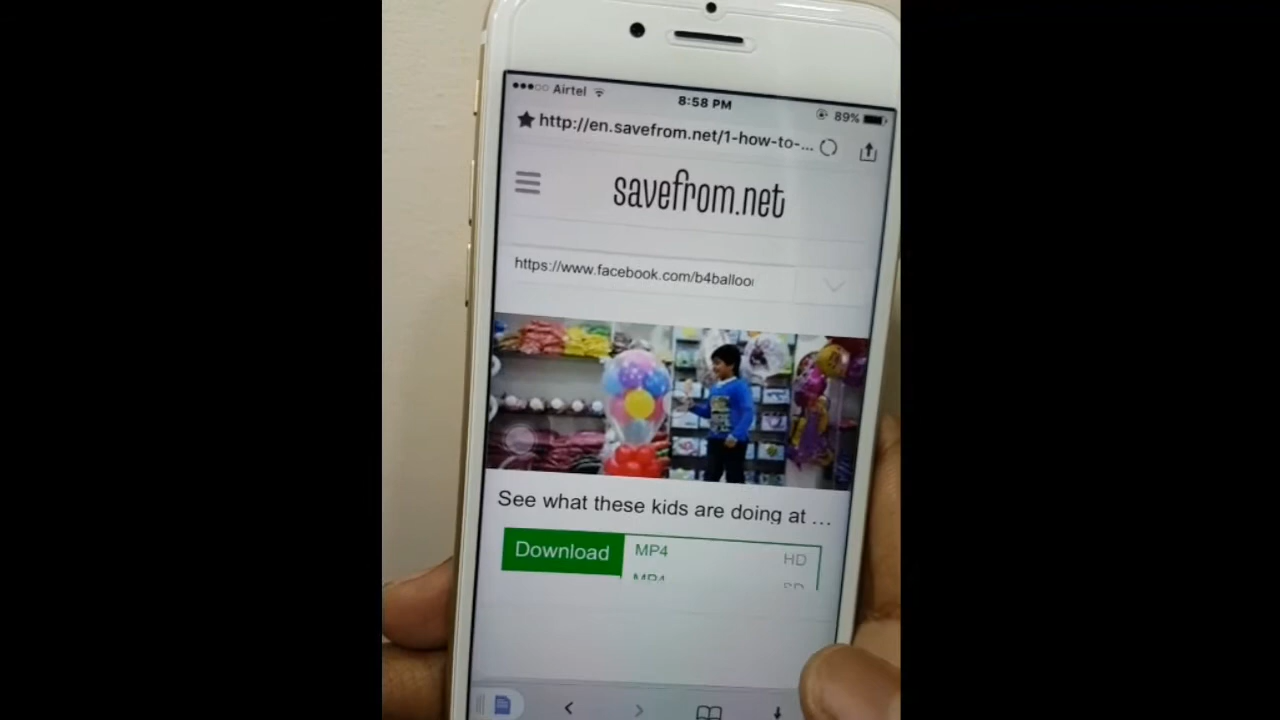 Airtel
8:58 PM
89%
http://en.savefrom.net/1-how-to-...
savefrom.net
https://www.facebook.com/b4balloo
See what these kids are doing at ...
Download
MP4
HD
MP4
SD